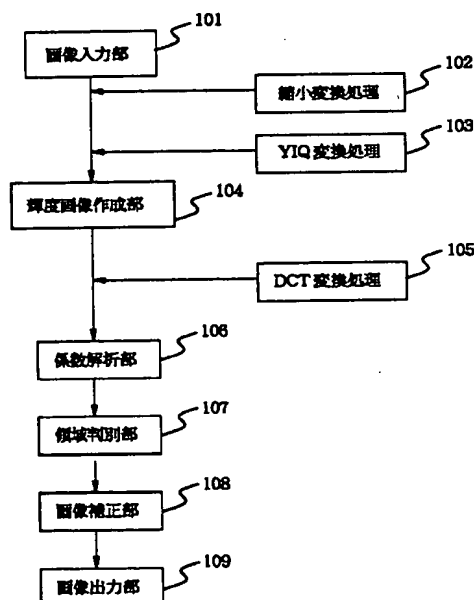 101
画像入力部
102
縮小変換処理
103
YIQ変換処理
輝度画像作成部
104
105
DCT変換処理
106
係数解析部
107
領域判別部
108
画像補正部
109
画像出力部